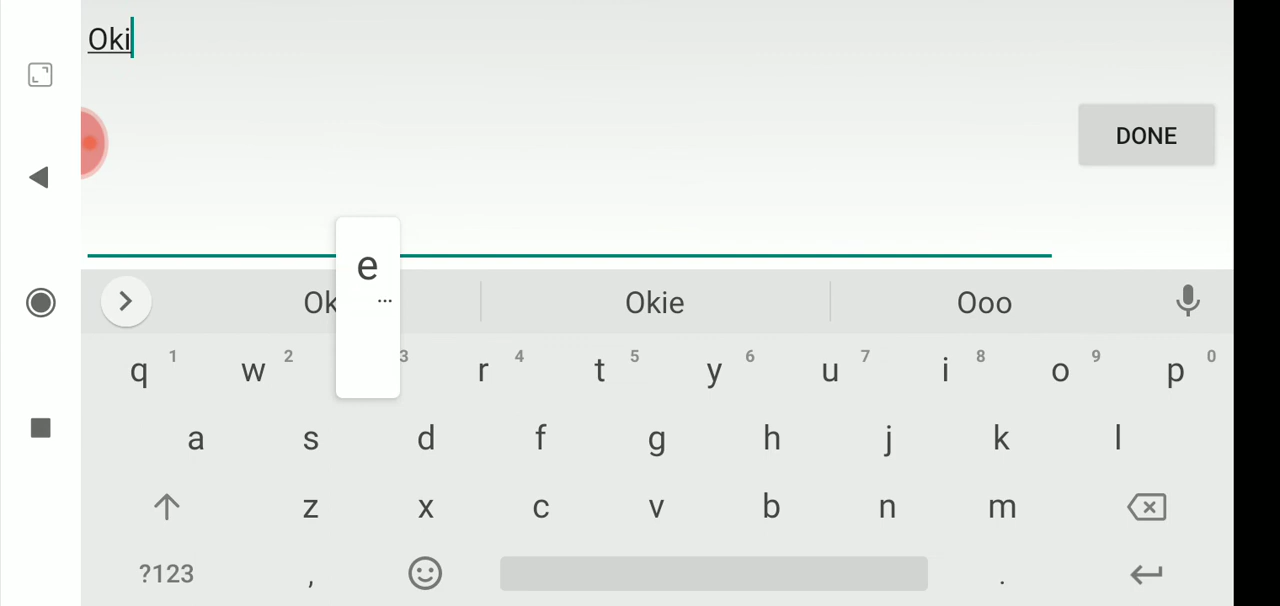 Oki
DONE
e
...
Ok
Okie
Ooo
q 1 w 2 3 r 4 t 5 y 6 u 7 i 8 o 9 p 0
a s d f g h j k l
z x c v b n m
?123 , .